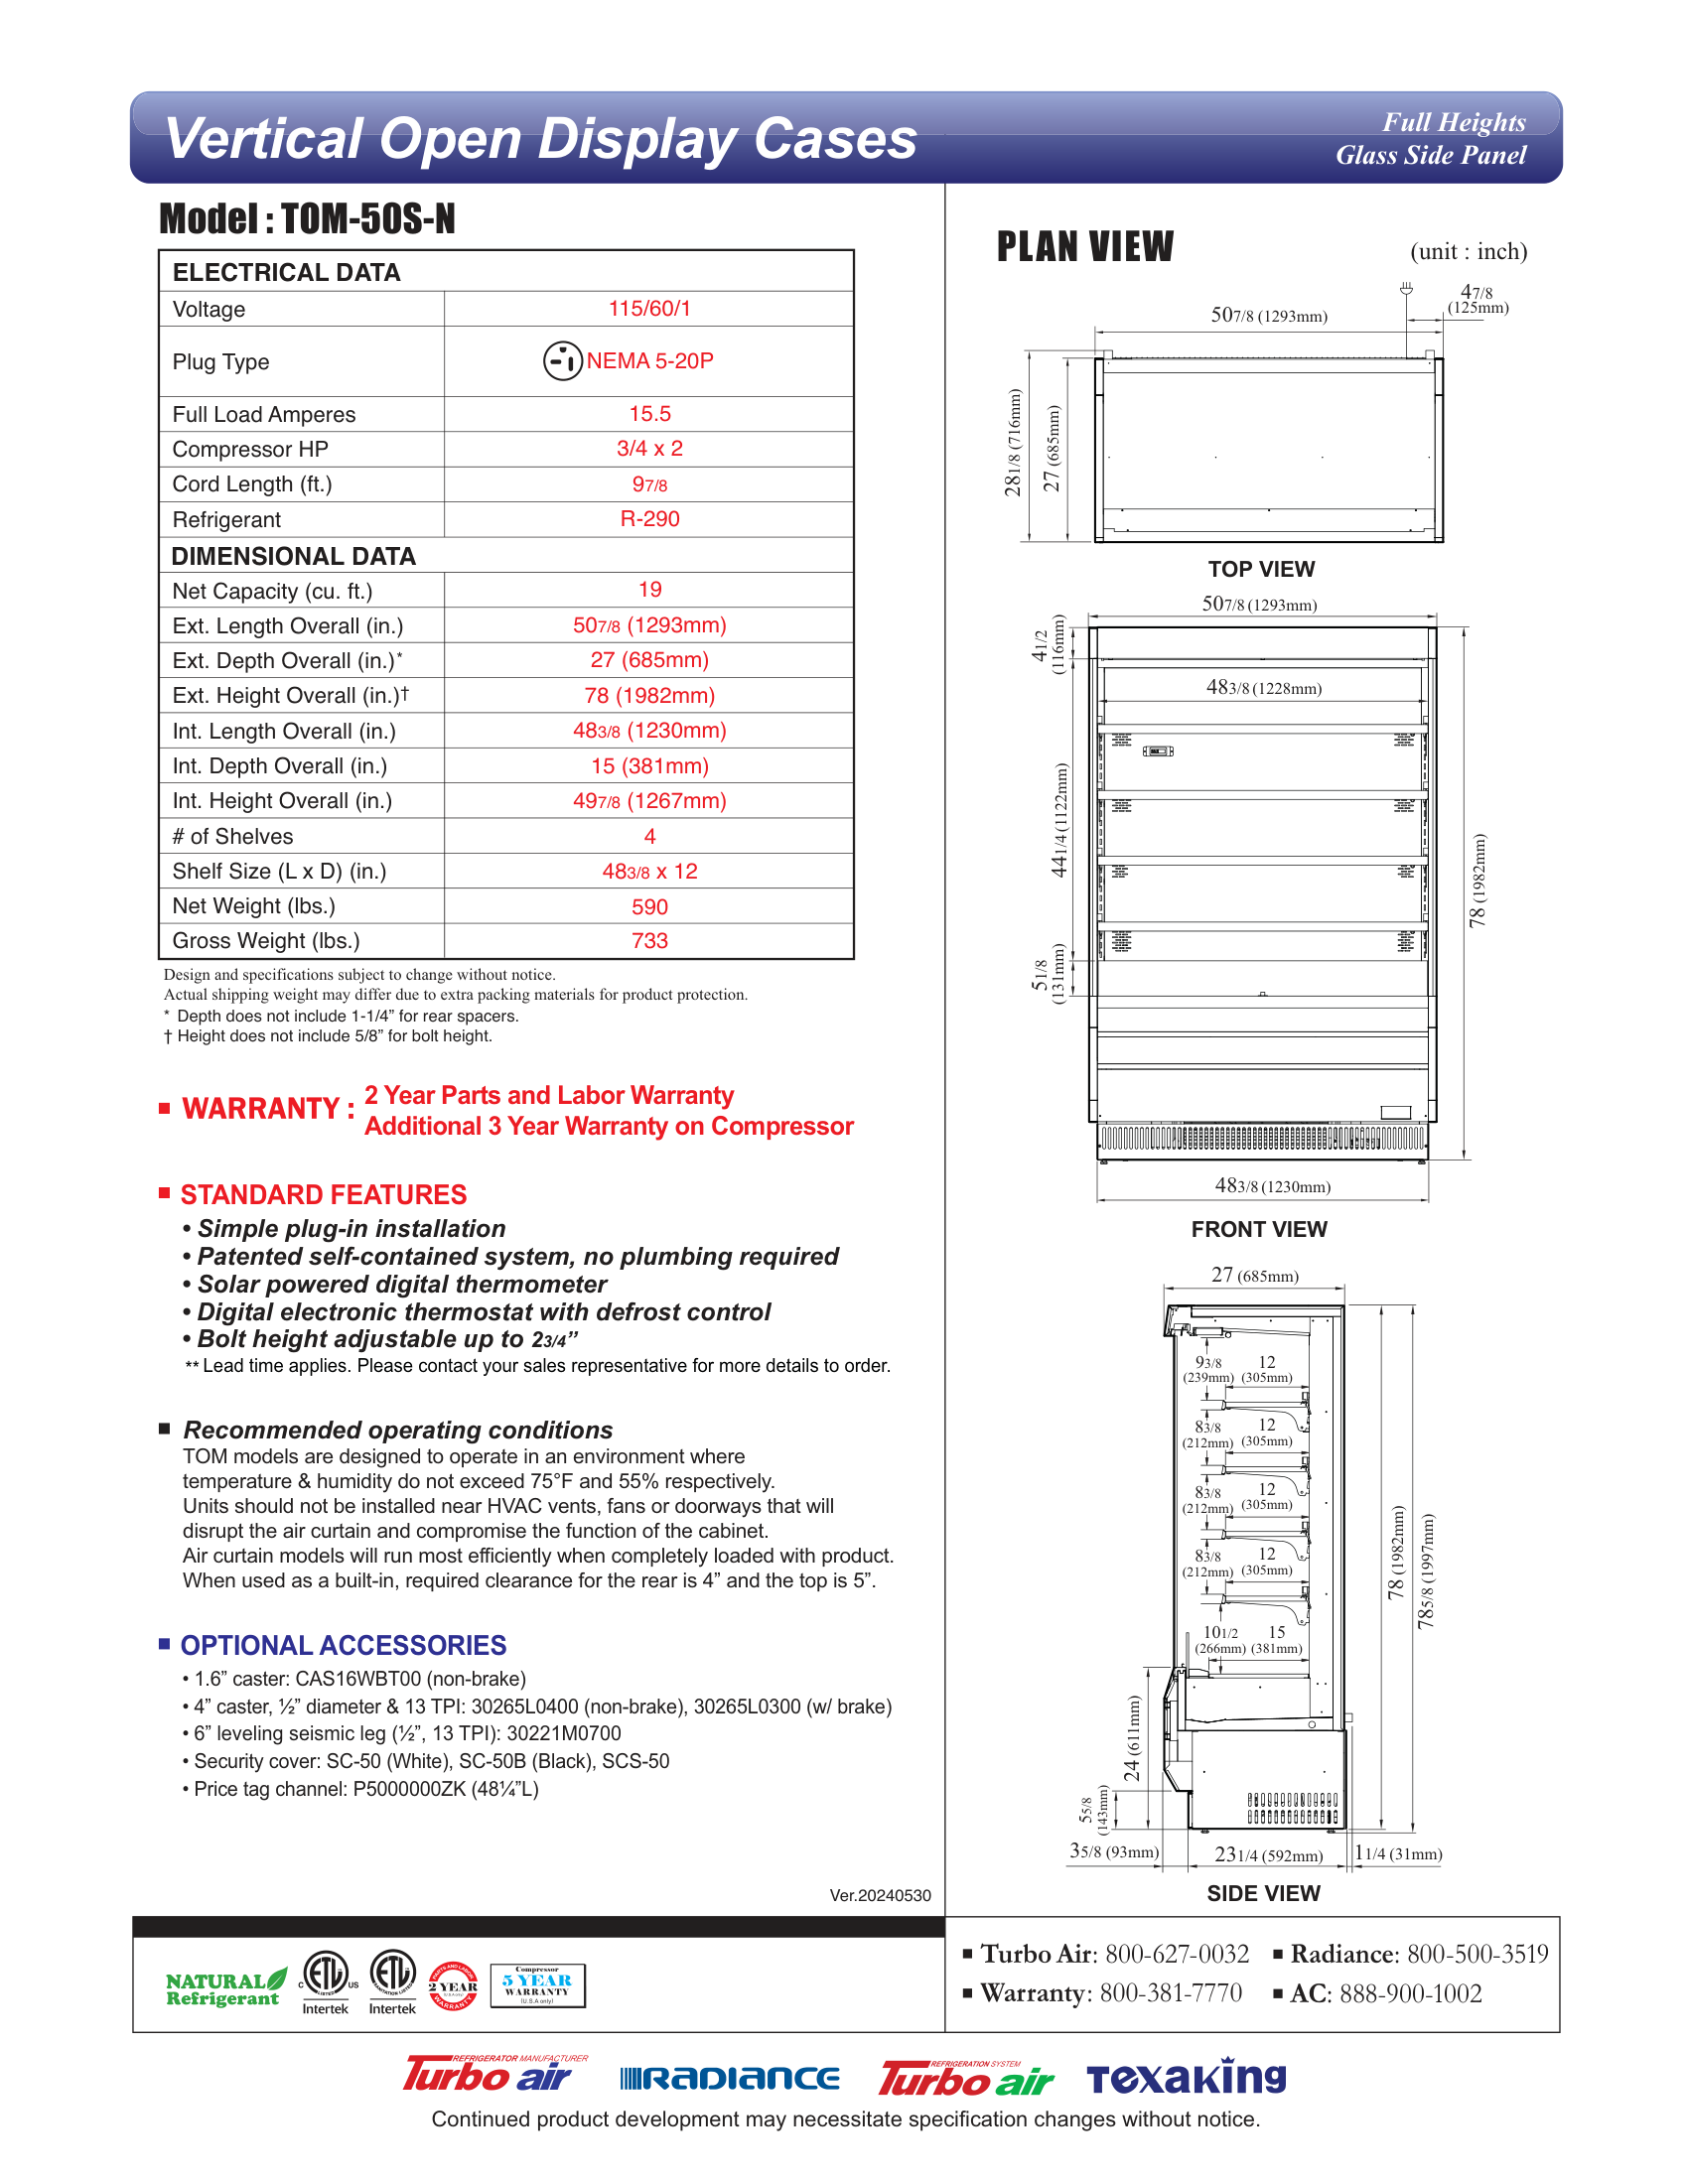 Vertical Open Display Cases
Full Heights
Glass Side Panel
Model : TOM-50S-N
ELECTRICAL DATA
Voltage 115/60/1
Plug Type NEMA 5-20P
Full Load Amperes 15.5
Compressor HP 3/4 x 2
Cord Length (ft.) 97/8
Refrigerant R-290
DIMENSIONAL DATA
Net Capacity (cu. ft.) 19
Ext. Length Overall (in.) 507/8 (1293mm)
Ext. Depth Overall (in.)* 27 (685mm)
Ext. Height Overall (in.)† 78 (1982mm)
Int. Length Overall (in.) 483/8 (1230mm)
Int. Depth Overall (in.) 15 (381mm)
Int. Height Overall (in.) 497/8 (1267mm)
# of Shelves 4
Shelf Size (L x D) (in.) 483/8 x 12
Net Weight (lbs.) 590
Gross Weight (lbs.) 733
Design and specifications subject to change without notice.
Actual shipping weight may differ due to extra packing materials for product protection.
* Depth does not include 1-1/4” for rear spacers.
† Height does not include 5/8” for bolt height.
WARRANTY : 2 Year Parts and Labor Warranty
Additional 3 Year Warranty on Compressor
STANDARD FEATURES
• Simple plug-in installation
• Patented self-contained system, no plumbing required
• Solar powered digital thermometer
• Digital electronic thermostat with defrost control
• Bolt height adjustable up to 23/4”
** Lead time applies. Please contact your sales representative for more details to order.
Recommended operating conditions
TOM models are designed to operate in an environment where
temperature & humidity do not exceed 75°F and 55% respectively.
Units should not be installed near HVAC vents, fans or doorways that will
disrupt the air curtain and compromise the function of the cabinet.
Air curtain models will run most efficiently when completely loaded with product.
When used as a built-in, required clearance for the rear is 4” and the top is 5”.
OPTIONAL ACCESSORIES
• 1.6” caster: CAS16WBT00 (non-brake)
• 4” caster, ½” diameter & 13 TPI: 30265L0400 (non-brake), 30265L0300 (w/ brake)
• 6” leveling seismic leg (½”, 13 TPI): 30221M0700
• Security cover: SC-50 (White), SC-50B (Black), SCS-50
• Price tag channel: P5000000ZK (48¼”L)
Ver.20240530
PLAN VIEW
(unit : inch)
47/8
(125mm)
507/8 (1293mm)
281/8 (716mm)
27 (685mm)
TOP VIEW
507/8 (1293mm)
41/2
(116mm)
483/8 (1228mm)
441/4 (1122mm)
78 (1982mm)
51/8
(131mm)
483/8 (1230mm)
FRONT VIEW
27 (685mm)
93/8 12
(239mm) (305mm)
83/8 12
(212mm) (305mm)
83/8 12
(212mm) (305mm)
83/8 12
(212mm) (305mm)
78 (1982mm)
785/8 (1997mm)
101/2 15
(266mm) (381mm)
24 (611mm)
55/8
(143mm)
35/8 (93mm) 231/4 (592mm) 11/4 (31mm)
SIDE VIEW
NATURAL
Refrigerant
C ETL US
LISTED
Intertek
ETL
SANITATION LISTED
Intertek
PARTS AND LABOR
2 YEAR
WARRANTY
Compressor
5 YEAR
WARRANTY
(U.S.A only)
Turbo Air: 800-627-0032 Radiance: 800-500-3519
Warranty: 800-381-7770 AC: 888-900-1002
REFRIGERATOR MANUFACTURER
Turbo air
RADIANCE
REFRIGERATION SYSTEM
Turbo air
Texaking
Continued product development may necessitate specification changes without notice.